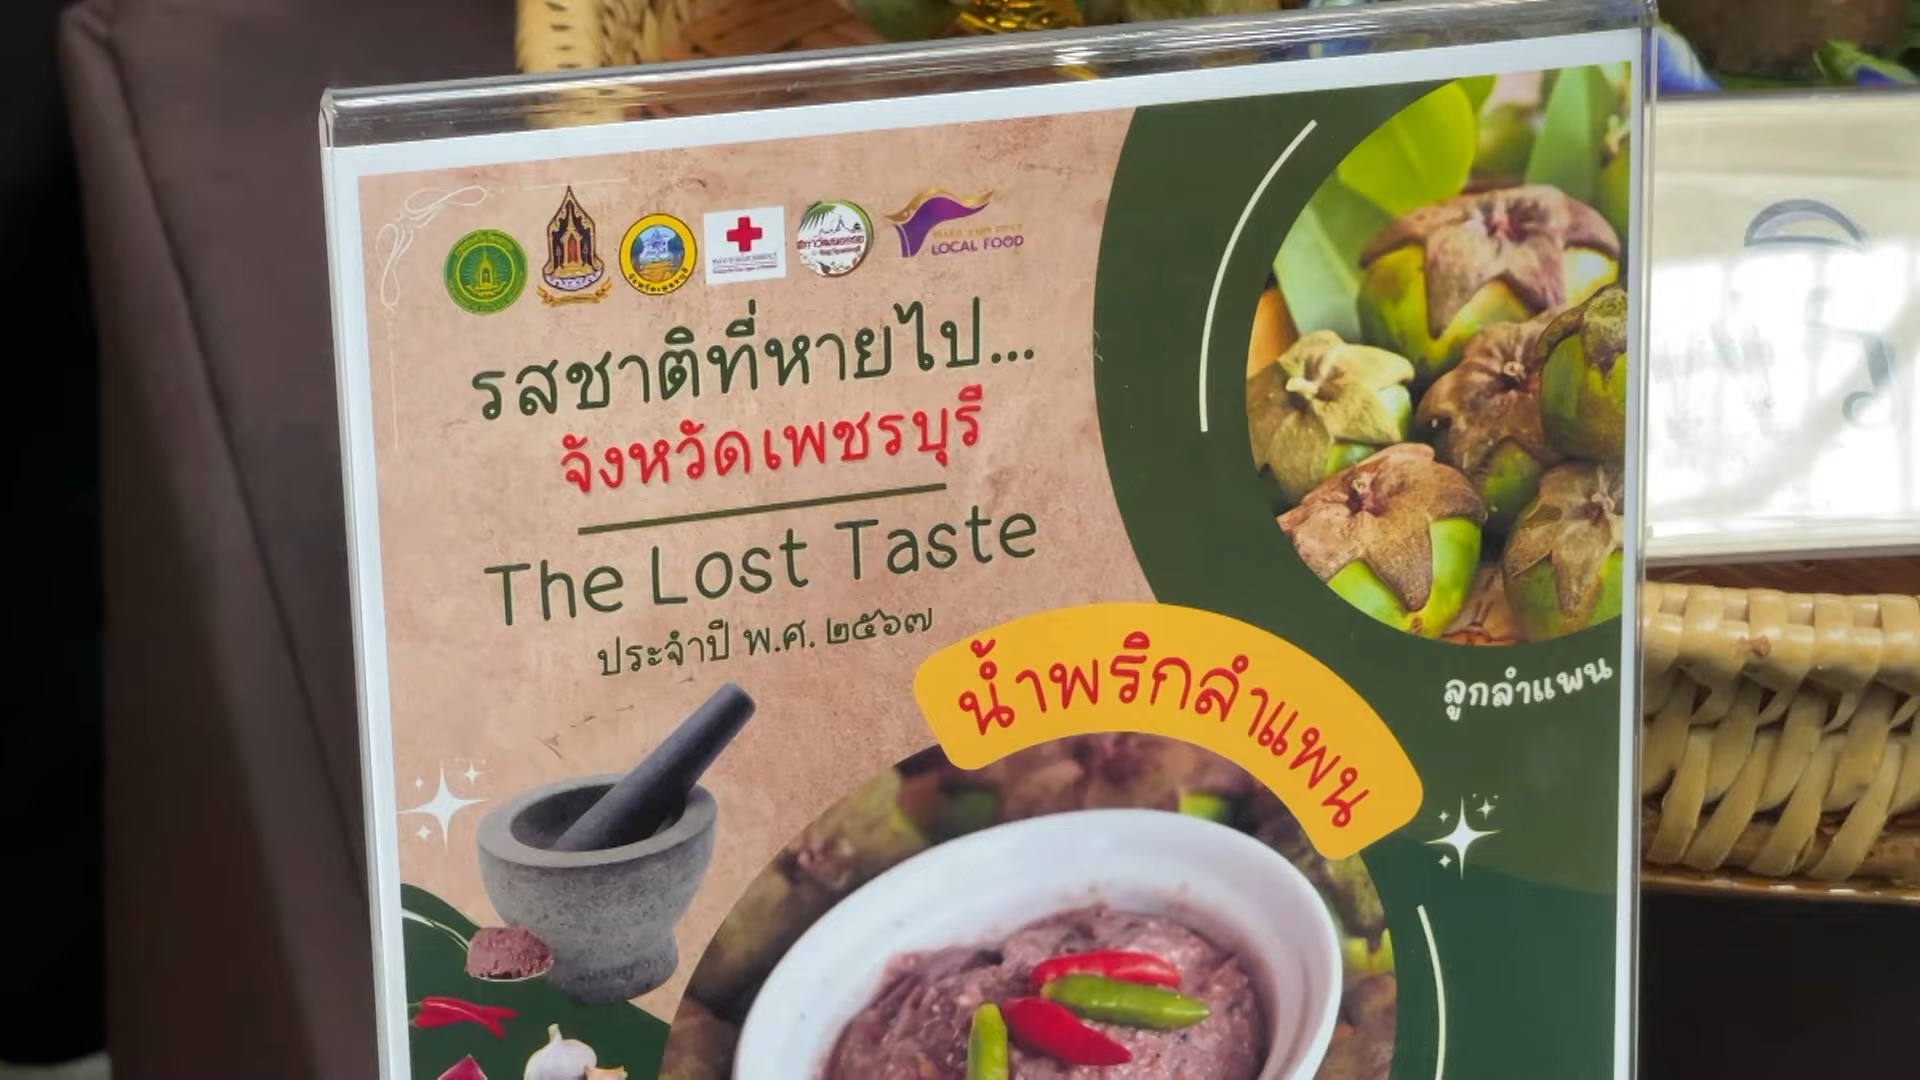 LOCAL FOOD
รสชาติที่หายไป...
จังหวัดเพชรบุรี
The Lost Taste
ประจำปี พ.ศ. ๒๕๖๗
น้ำพริกลำแพน
ลูกลำแพน